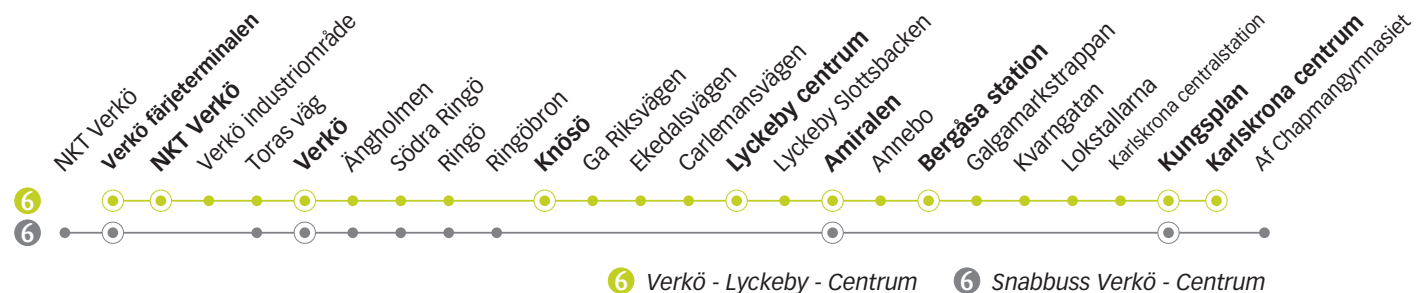 NKT Verkö
Verkö färjeterminalen
NKT Verkö
Verkö industriområde
Toras väg
Verkö
Ängholmen
Södra Ringö
Ringö
Ringöbron
Knösö
Ga Riksvägen
Ekedalsvägen
Carlemansvägen
Lyckeby centrum
Lyckeby Slottsbacken
Amiralen
Annebo
Bergåsa station
Galgamarkstrappan
Kvarngatan
Lokstallarna
Karlskrona centralstation
Kungsplan
Karlskrona centrum
Af Chapmangymnasiet
6
6
6 Verkö - Lyckeby - Centrum
6 Snabbuss Verkö - Centrum